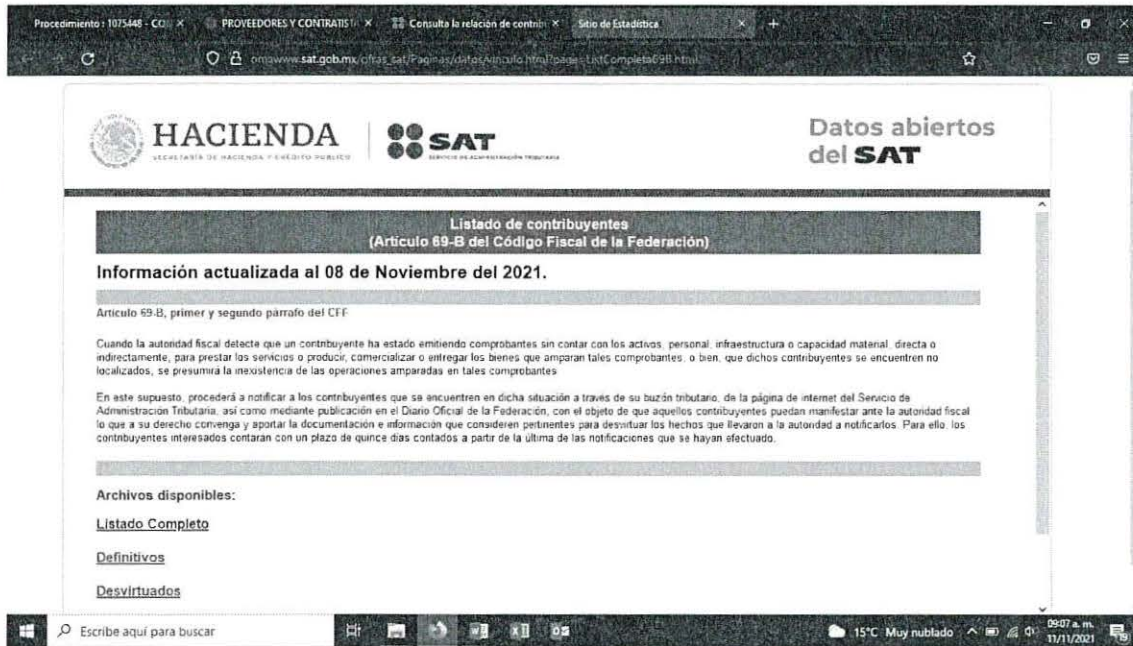 Procedimiento : 1075448 - CO
PROVEEDORES Y CONTRATIST
Consulta la relación de contrib
Sitio de Estadística
omawww.sat.gob.mx/cifras_sat/Paginas/datos/vinculo.html?page=ListCompleta69B.html
HACIENDA
SECRETARÍA DE HACIENDA Y CRÉDITO PÚBLICO
SAT
SERVICIO DE ADMINISTRACIÓN TRIBUTARIA
Datos abiertos
del SAT
Listado de contribuyentes
(Artículo 69-B del Código Fiscal de la Federación)
Información actualizada al 08 de Noviembre del 2021.
Artículo 69-B, primer y segundo párrafo del CFF
Cuando la autoridad fiscal detecte que un contribuyente ha estado emitiendo comprobantes sin contar con los activos, personal, infraestructura o capacidad material, directa o
indirectamente, para prestar los servicios o producir, comercializar o entregar los bienes que amparan tales comprobantes, o bien, que dichos contribuyentes se encuentren no
localizados, se presumirá la inexistencia de las operaciones amparadas en tales comprobantes
En este supuesto, procederá a notificar a los contribuyentes que se encuentren en dicha situación a través de su buzón tributario, de la página de internet del Servicio de
Administración Tributaria, así como mediante publicación en el Diario Oficial de la Federación, con el objeto de que aquellos contribuyentes puedan manifestar ante la autoridad fiscal
lo que a su derecho convenga y aportar la documentación e información que consideren pertinentes para desvirtuar los hechos que llevaron a la autoridad a notificarlos. Para ello, los
contribuyentes interesados contarán con un plazo de quince días contados a partir de la última de las notificaciones que se hayan efectuado.
Archivos disponibles:
Listado Completo
Definitivos
Desvirtuados
Escribe aquí para buscar
15°C Muy nublado
09:07 a. m.
11/11/2021